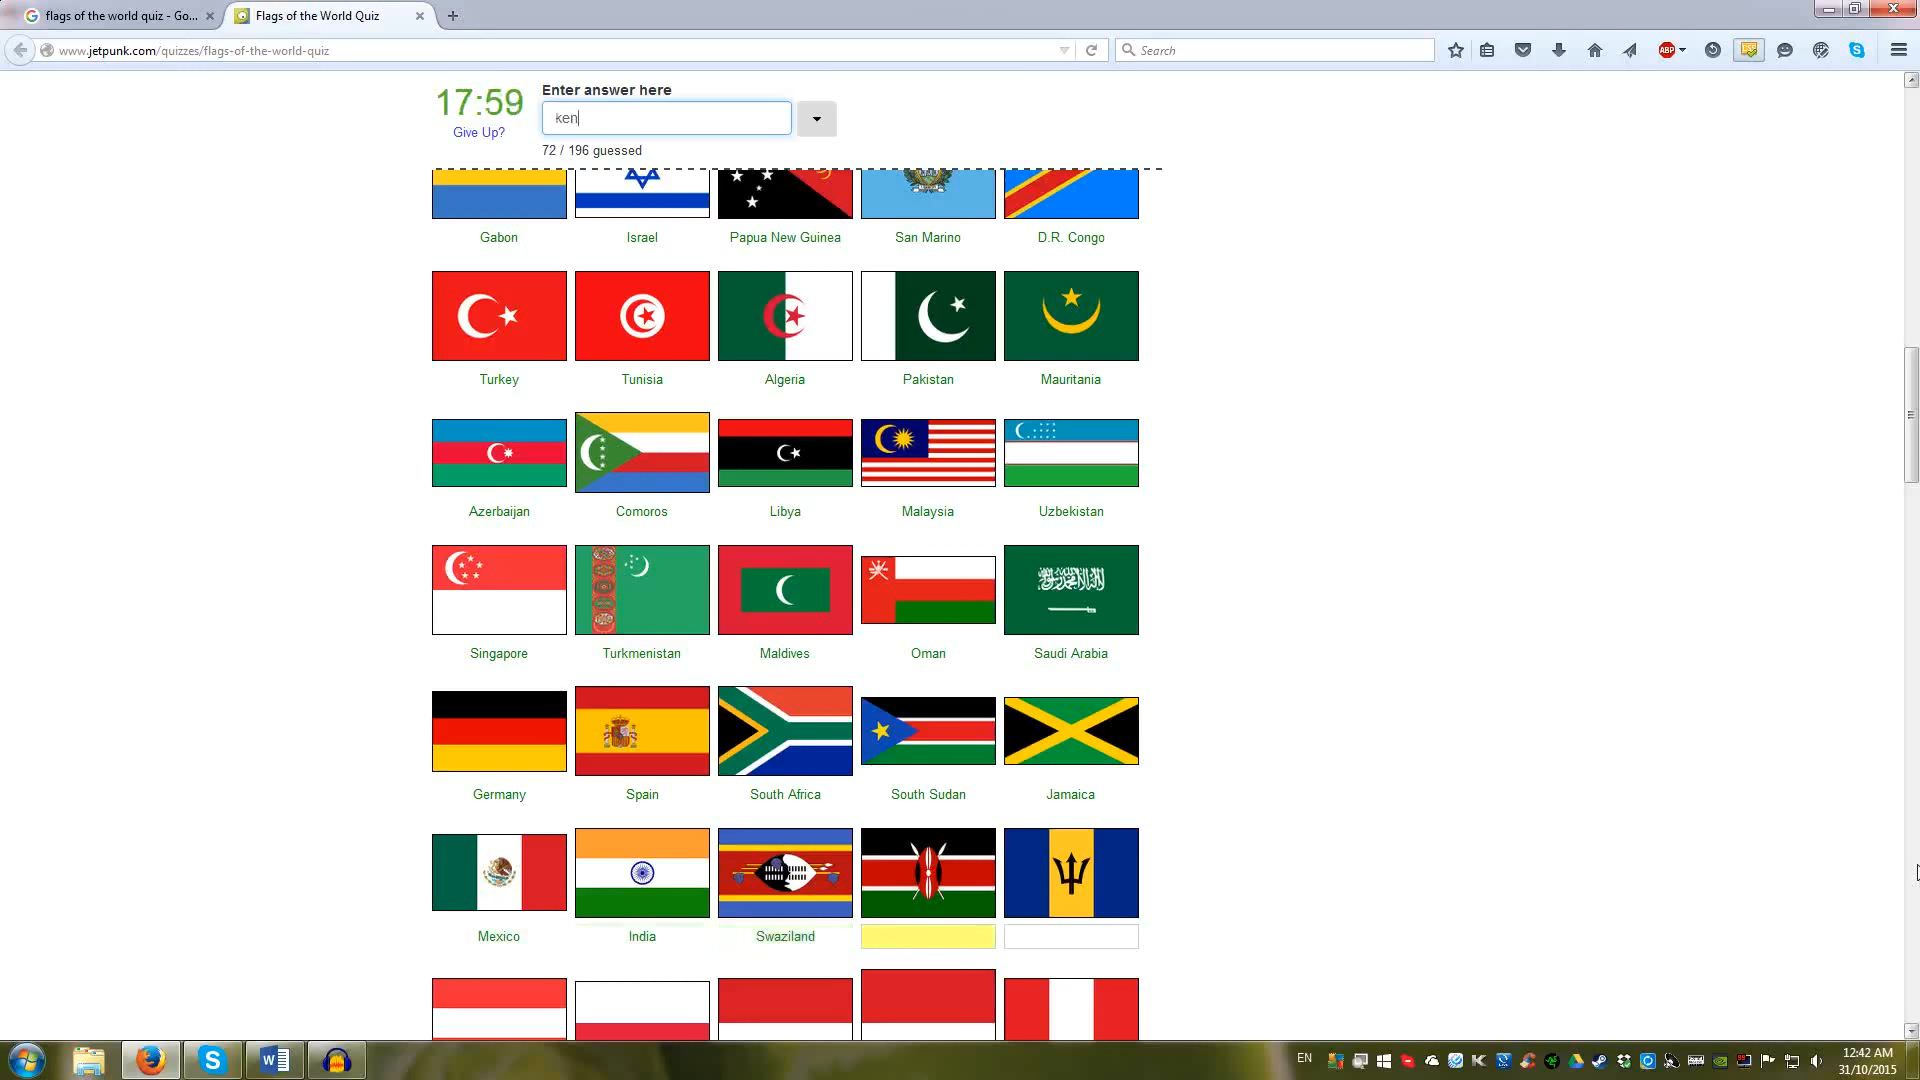 flags of the world quiz - Go...
Flags of the World Quiz
www.jetpunk.com/quizzes/flags-of-the-world-quiz
Search
ABP
17:59
Give Up?
Enter answer here
ken
72 / 196 guessed
Gabon Israel Papua New Guinea San Marino D.R. Congo
Turkey Tunisia Algeria Pakistan Mauritania
Azerbaijan Comoros Libya Malaysia Uzbekistan
Singapore Turkmenistan Maldives Oman Saudi Arabia
Germany Spain South Africa South Sudan Jamaica
Mexico India Swaziland
EN
12:42 AM
31/10/2015